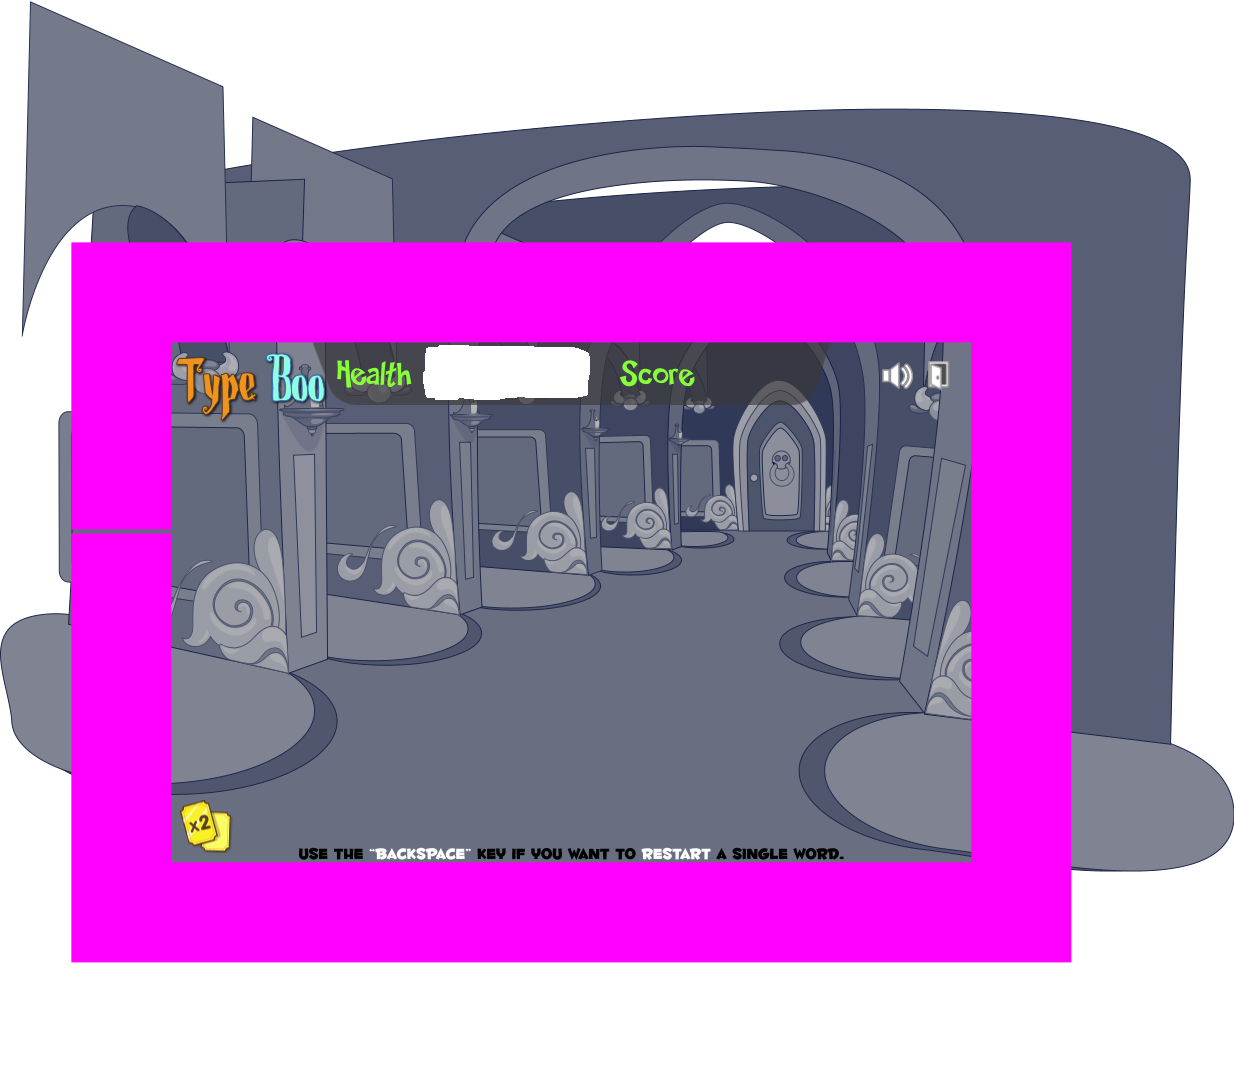 Type Boo Health Score
x2
USE THE "BACKSPACE" KEY IF YOU WANT TO RESTART A SINGLE WORD.